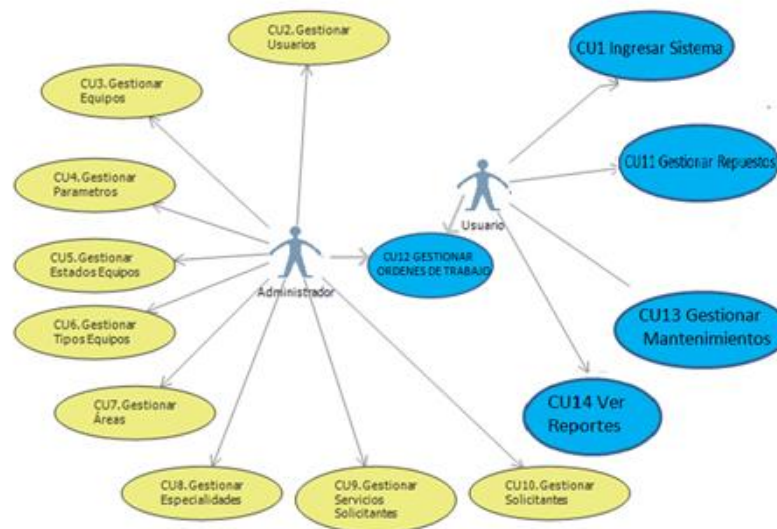 CU2.Gestionar
Usuarios
CU1 Ingresar Sistema
CU3.Gestionar
Equipos
CU11 Gestionar Repuestos
CU4.Gestionar
Parametros
Usuario
CU5.Gestionar
Estados Equipos
CU12 GESTIONAR
ORDENES DE TRABAJO
Administrador
CU6.Gestionar
Tipos Equipos
CU13 Gestionar
Mantenimientos
CU7.Gestionar
Áreas
CU14 Ver
Reportes
CU8.Gestionar
Especialidades
CU9.Gestionar
Servicios
Solicitantes
CU10.Gestionar
Solicitantes